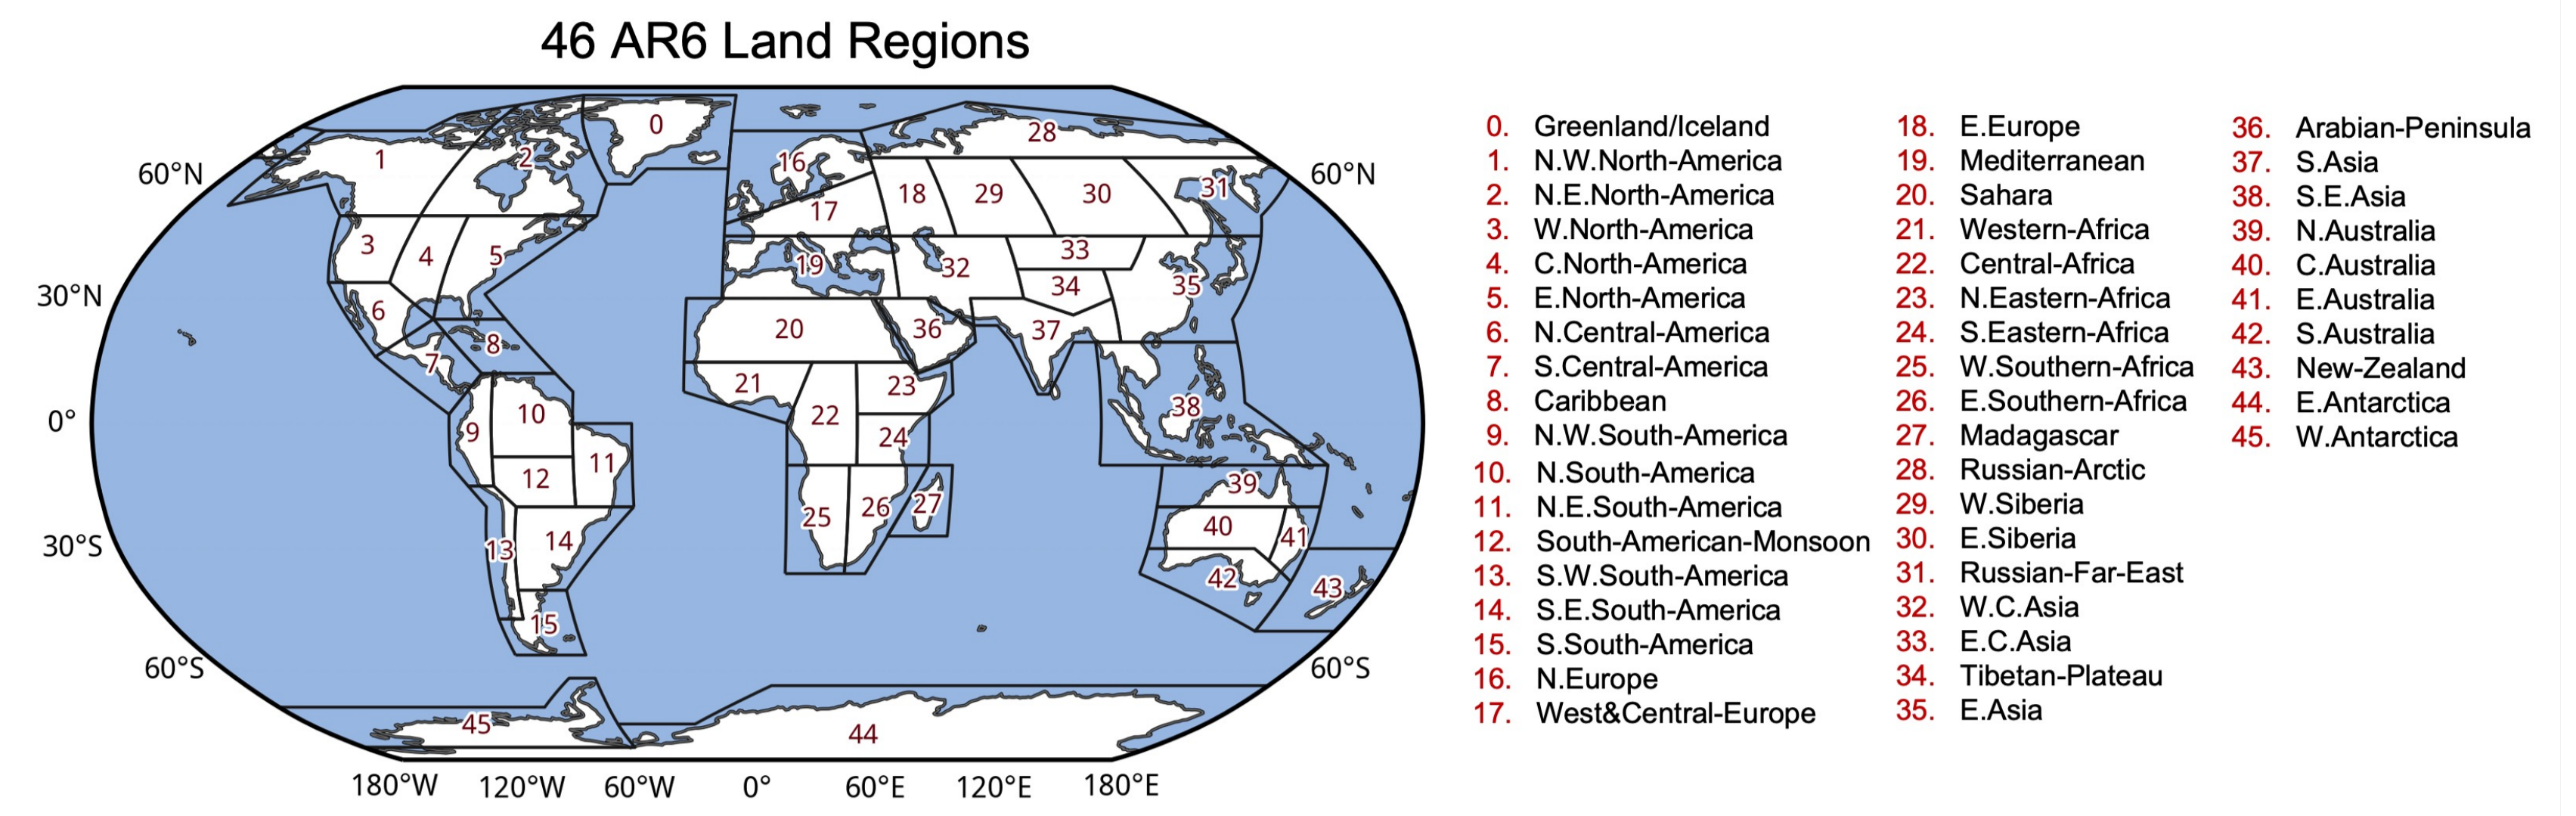 46 AR6 Land Regions
60°N
30°N
0°
30°S
60°S
60°N
60°S
180°W 120°W 60°W 0° 60°E 120°E 180°E
0
1
2
3
4
5
6
7
8
9
10
11
12
13
14
15
16
17
18
19
20
21
22
23
24
25
26
27
28
29
30
31
32
33
34
35
36
37
38
39
40
41
42
43
44
45
0. Greenland/Iceland
1. N.W.North-America
2. N.E.North-America
3. W.North-America
4. C.North-America
5. E.North-America
6. N.Central-America
7. S.Central-America
8. Caribbean
9. N.W.South-America
10. N.South-America
11. N.E.South-America
12. South-American-Monsoon
13. S.W.South-America
14. S.E.South-America
15. S.South-America
16. N.Europe
17. West&Central-Europe
18. E.Europe
19. Mediterranean
20. Sahara
21. Western-Africa
22. Central-Africa
23. N.Eastern-Africa
24. S.Eastern-Africa
25. W.Southern-Africa
26. E.Southern-Africa
27. Madagascar
28. Russian-Arctic
29. W.Siberia
30. E.Siberia
31. Russian-Far-East
32. W.C.Asia
33. E.C.Asia
34. Tibetan-Plateau
35. E.Asia
36. Arabian-Peninsula
37. S.Asia
38. S.E.Asia
39. N.Australia
40. C.Australia
41. E.Australia
42. S.Australia
43. New-Zealand
44. E.Antarctica
45. W.Antarctica